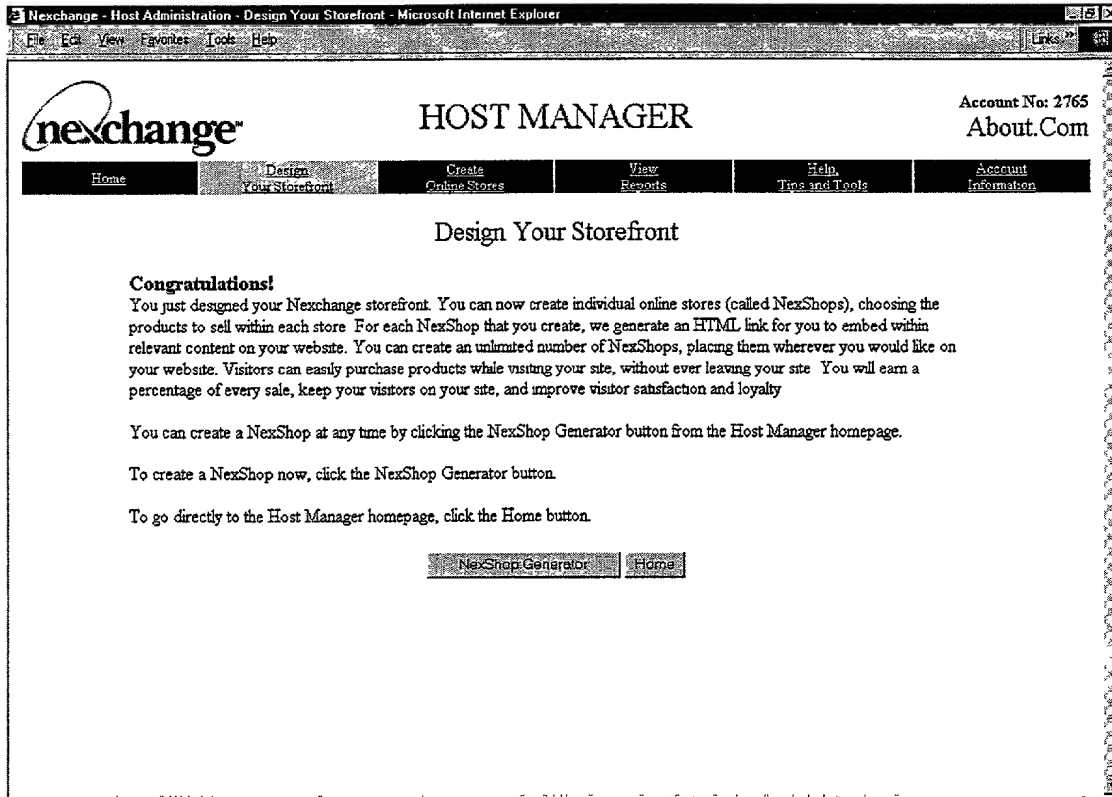 Nexchange - Host Administration - Design Your Storefront - Microsoft Internet Explorer
File Edit View Favorites Tools Help Links »
nexchange™
HOST MANAGER
Account No: 2765
About.Com
Home
Design
Your Storefront
Create
Online Stores
View
Reports
Help,
Tips and Tools
Account
Information
Design Your Storefront
Congratulations!
You just designed your Nexchange storefront. You can now create individual online stores (called NexShops), choosing the
products to sell within each store For each NexShop that you create, we generate an HTML link for you to embed within
relevant content on your website. You can create an unlimited number of NexShops, placing them wherever you would like on
your website. Visitors can easily purchase products while visiting your site, without ever leaving your site You will earn a
percentage of every sale, keep your visitors on your site, and improve visitor satisfaction and loyalty
You can create a NexShop at any time by clicking the NexShop Generator button from the Host Manager homepage.
To create a NexShop now, click the NexShop Generator button.
To go directly to the Host Manager homepage, click the Home button.
NexShop Generator Home